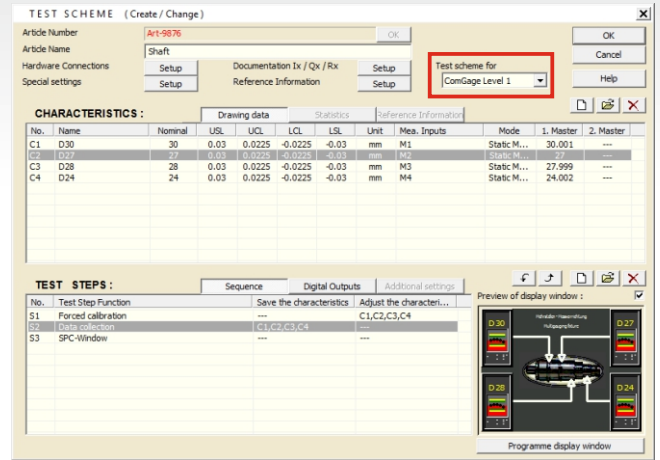 TEST SCHEME (Create / Change)
Article Number Art-9876 OK OK
Article Name Shaft Cancel
Hardware Connections Setup Documentation Ix / Qx / Rx Setup Test scheme for
Special settings Setup Reference Information Setup ComGage Level 1 Help
CHARACTERISTICS : Drawing data Statistics Reference Information
No. Name Nominal USL UCL LCL LSL Unit Mea. Inputs Mode 1. Master 2. Master
C1 D30 30 0.03 0.0225 -0.0225 -0.03 mm M1 Static M... 30.001 ---
C2 D27 27 0.03 0.0225 -0.0225 -0.03 mm M2 Static M... 27 ---
C3 D28 28 0.03 0.0225 -0.0225 -0.03 mm M3 Static M... 27.999 ---
C4 D24 24 0.03 0.0225 -0.0225 -0.03 mm M4 Static M... 24.002 ---
TEST STEPS : Sequence Digital Outputs Additional settings
Preview of display window :
No. Test Step Function Save the characteristics Adjust the characteri...
S1 Forced calibration --- C1,C2,C3,C4
S2 Data collection C1,C2,C3,C4 ---
S3 SPC-Window --- ---
D30 D27
D28 D24
Programme display window